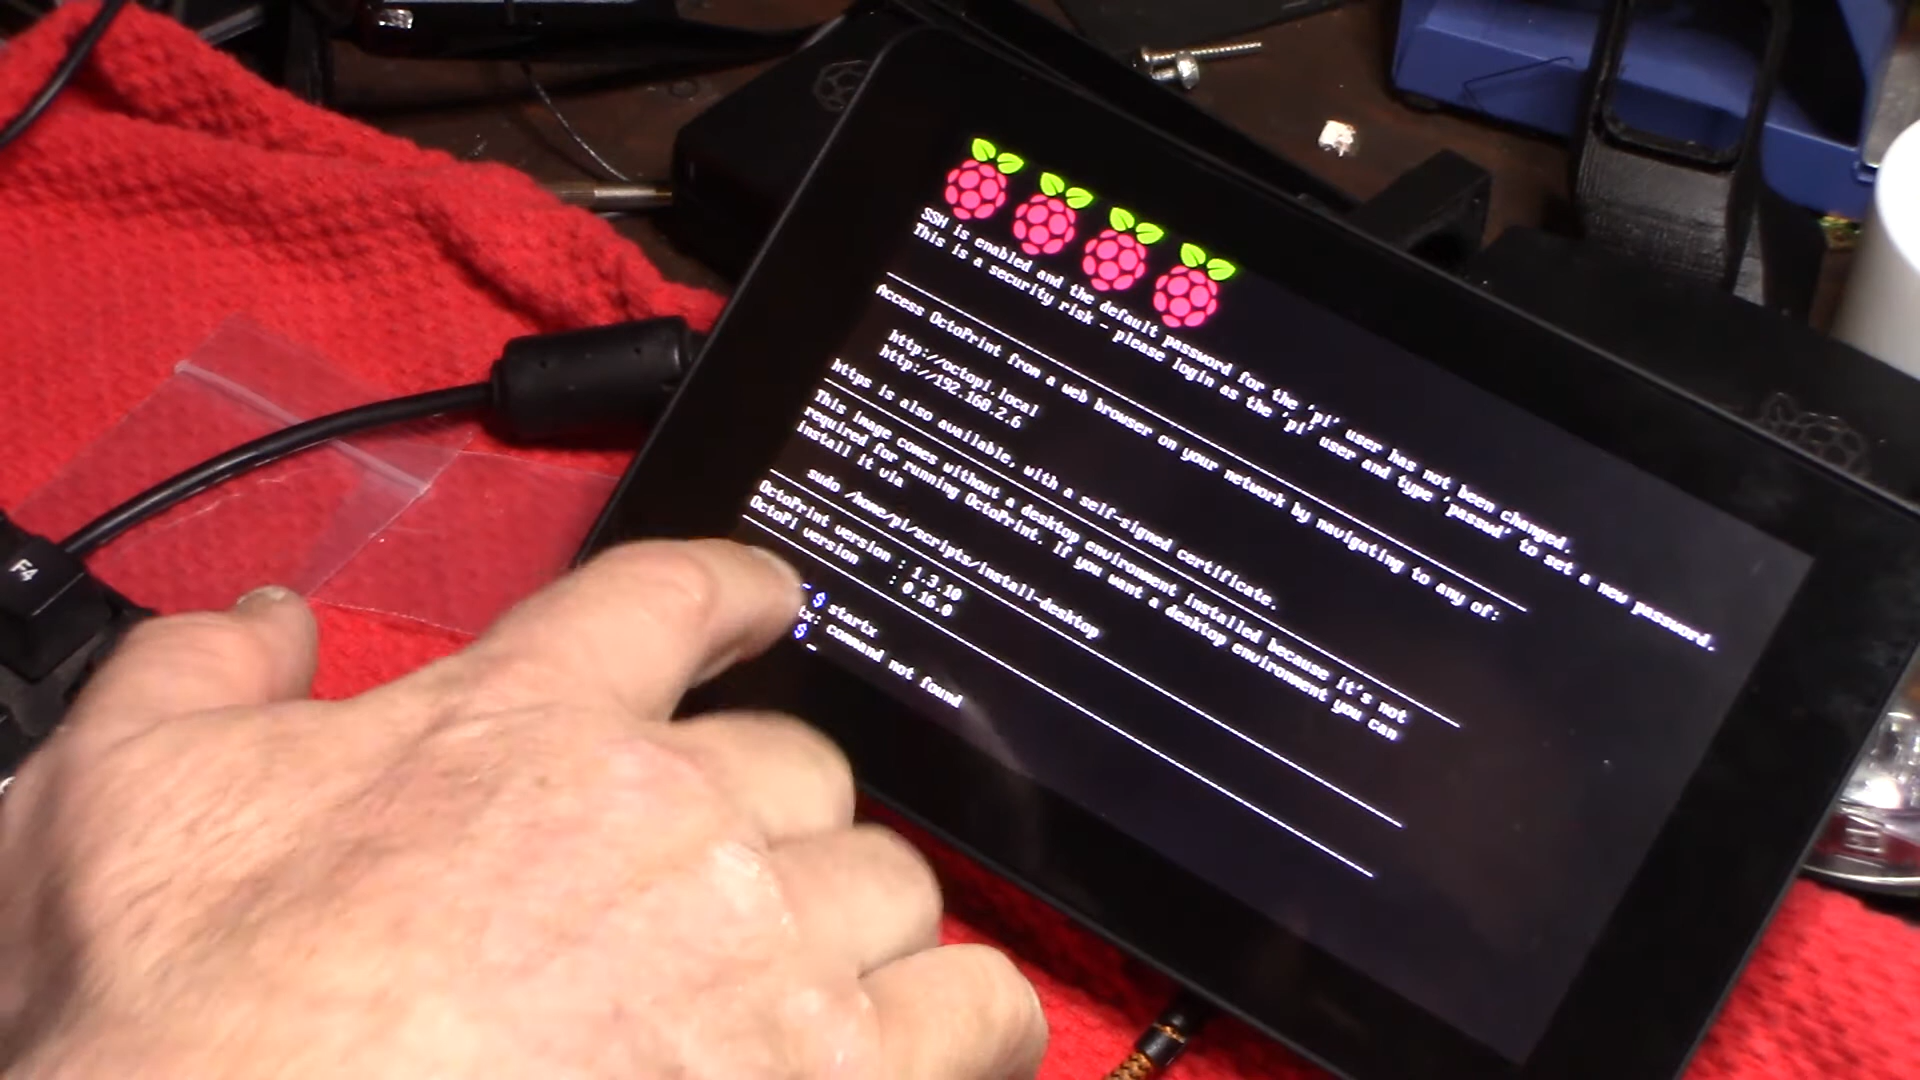 SSH is enabled and the default password for the 'pi' user has not been changed.
This is a security risk - please login as the 'pi' user and type 'passwd' to set a new password.
Access OctoPrint from a web browser on your network by navigating to any of:
http://octopi.local
http://192.168.2.6
https is also available, with a self-signed certificate.
This image comes without a desktop environment installed because it's not
required for running OctoPrint. If you want a desktop environment you can
install it via
sudo /home/pi/scripts/install-desktop
OctoPrint version : 1.3.10
OctoPi version : 0.16.0
$ startx
tx: command not found
$ _
F4